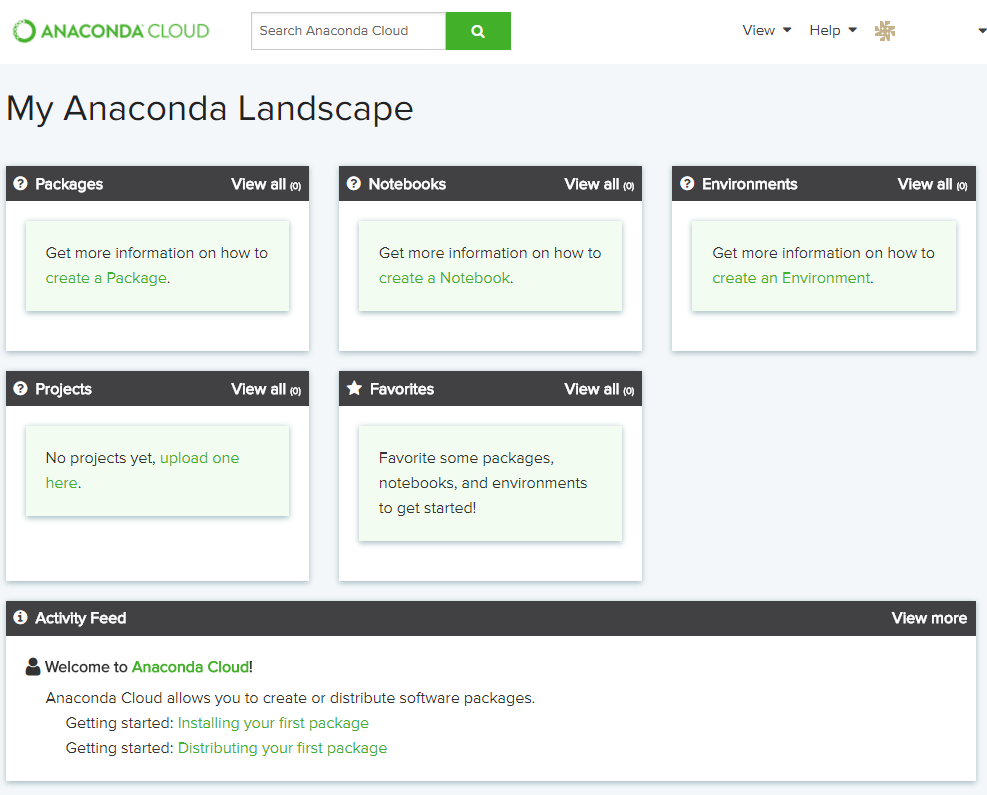 ANACONDA CLOUD
Search Anaconda Cloud
View
Help
My Anaconda Landscape
Packages View all (0)
Get more information on how to
create a Package.
Notebooks View all (0)
Get more information on how to
create a Notebook.
Environments View all (0)
Get more information on how to
create an Environment.
Projects View all (0)
No projects yet, upload one
here.
Favorites View all (0)
Favorite some packages,
notebooks, and environments
to get started!
Activity Feed View more
Welcome to Anaconda Cloud!
Anaconda Cloud allows you to create or distribute software packages.
Getting started: Installing your first package
Getting started: Distributing your first package